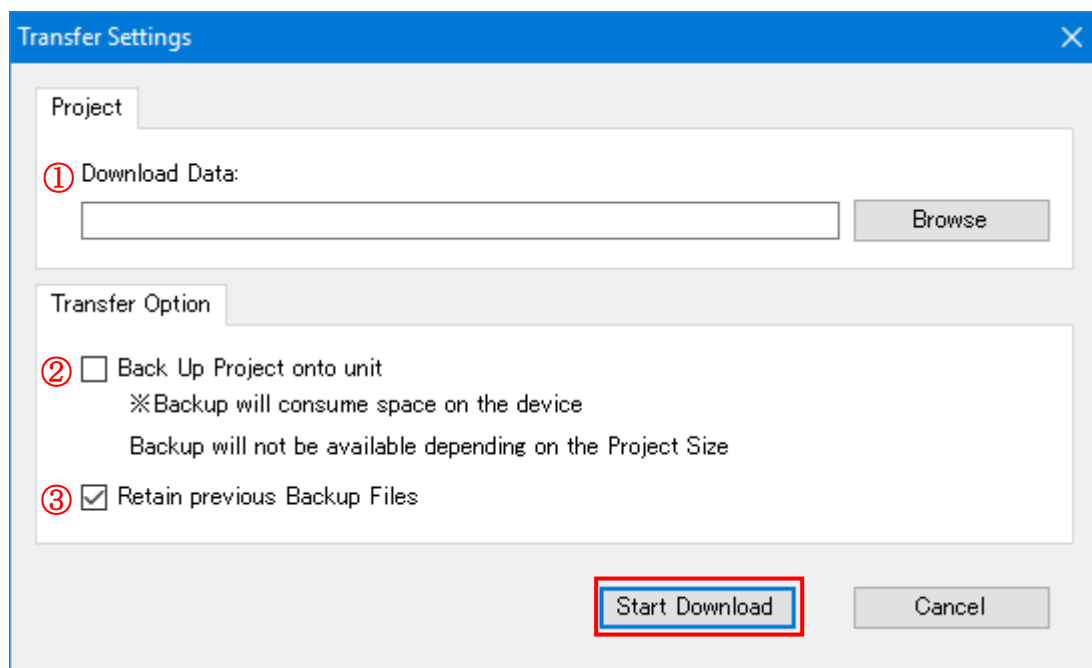 Transfer Settings
Project
① Download Data:
Browse
Transfer Option
② Back Up Project onto unit
※Backup will consume space on the device
Backup will not be available depending on the Project Size
③ Retain previous Backup Files
Start Download Cancel